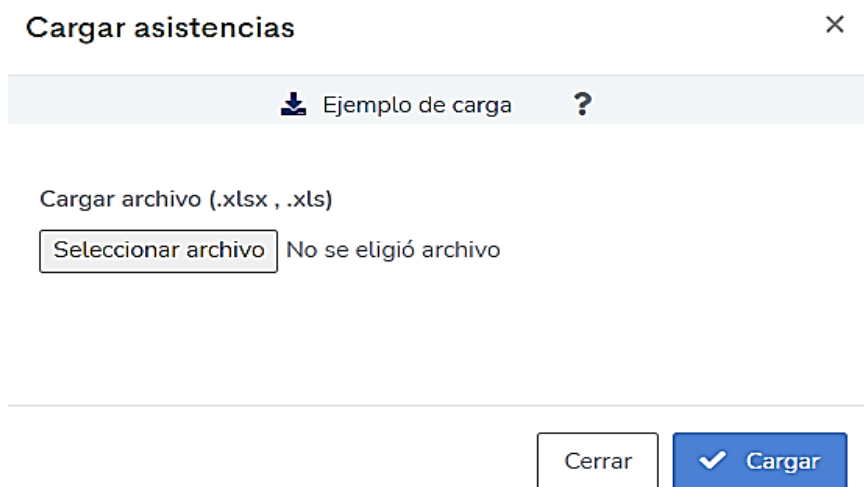 Cargar asistencias ×
Ejemplo de carga ?
Cargar archivo (.xlsx , .xls)
Seleccionar archivo No se eligió archivo
Cerrar Cargar